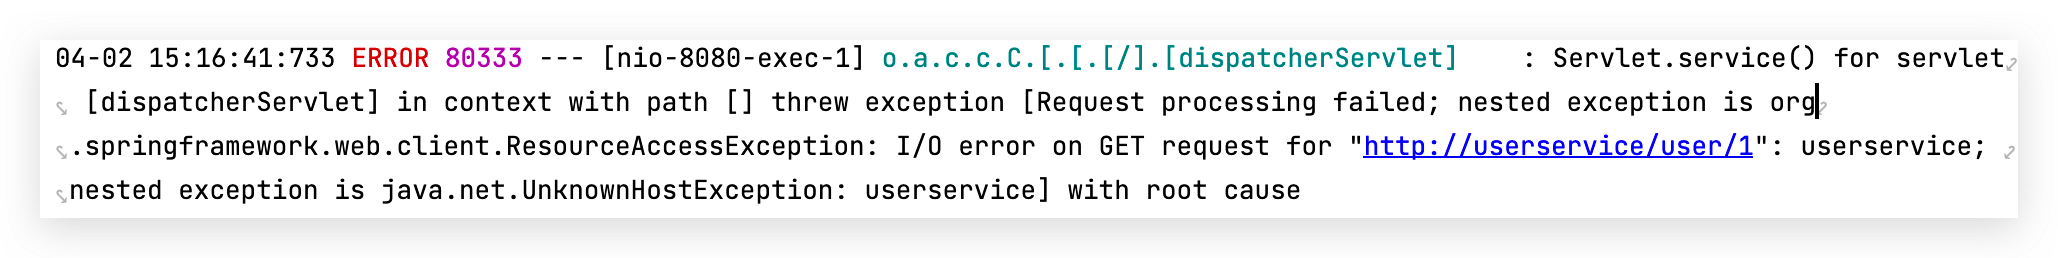 04-02 15:16:41:733 ERROR 80333 --- [nio-8080-exec-1] o.a.c.c.C.[.[.[/].[dispatcherServlet]    : Servlet.service() for servlet
[dispatcherServlet] in context with path [] threw exception [Request processing failed; nested exception is org
.springframework.web.client.ResourceAccessException: I/O error on GET request for "http://userservice/user/1": userservice;
nested exception is java.net.UnknownHostException: userservice] with root cause